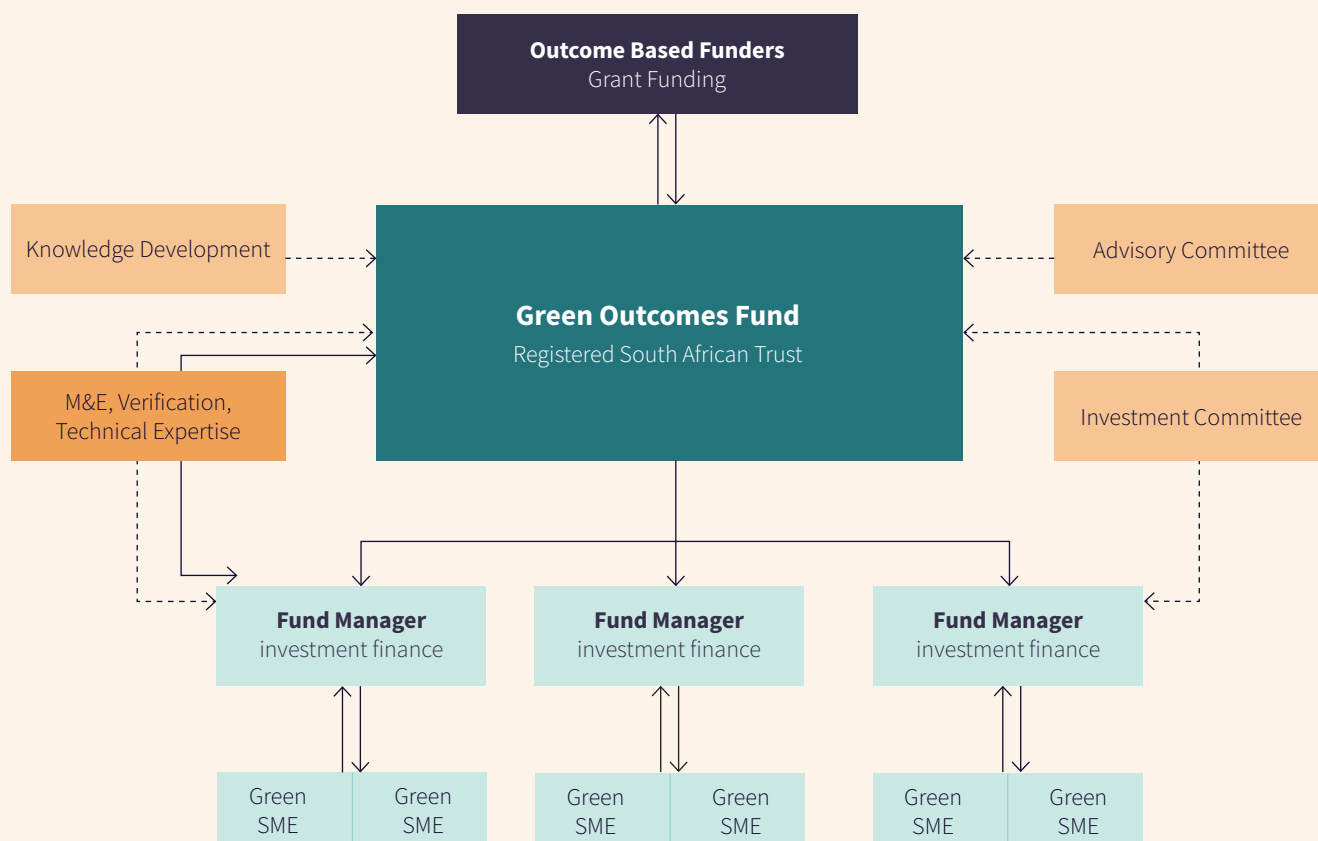 Outcome Based Funders
Grant Funding
Knowledge Development
Advisory Committee
Green Outcomes Fund
Registered South African Trust
M&E, Verification,
Technical Expertise
Investment Committee
Fund Manager
investment finance
Fund Manager
investment finance
Fund Manager
investment finance
Green
SME
Green
SME
Green
SME
Green
SME
Green
SME
Green
SME